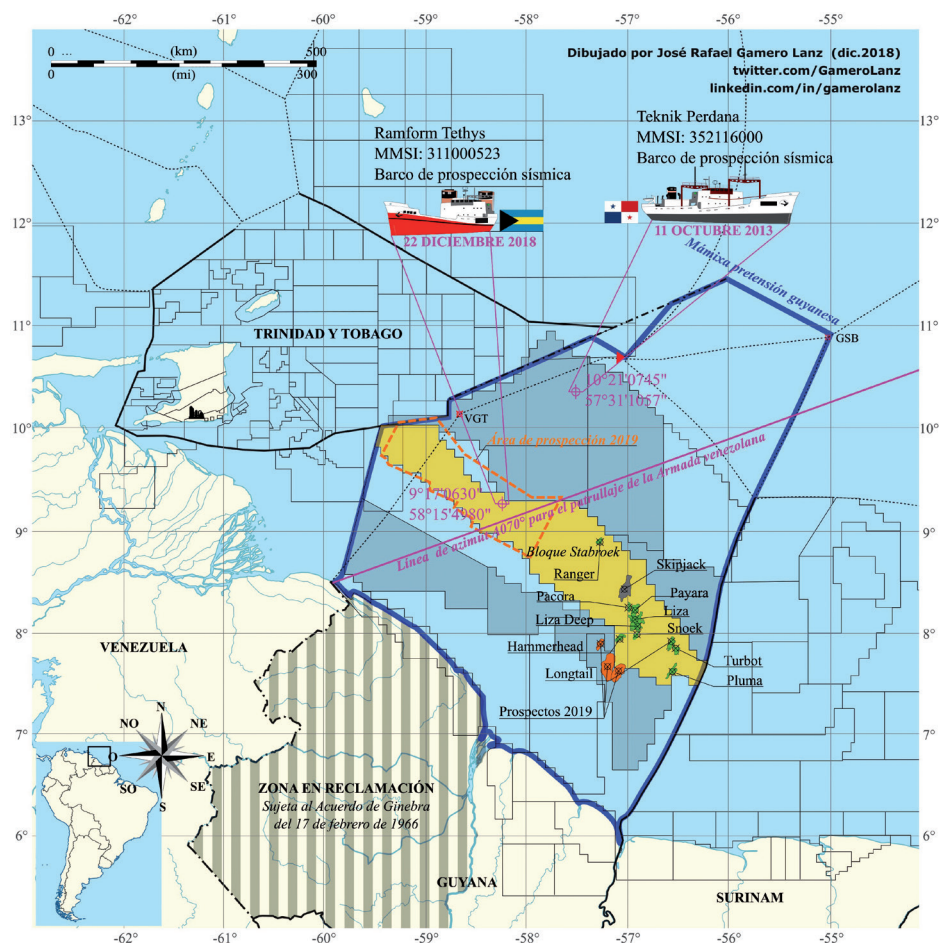 -62° -61° -60° -59° -58° -57° -56° -55°
0 ... (km) 500
0 (mi) 300
Dibujado por José Rafael Gamero Lanz (dic.2018)
twitter.com/GameroLanz
linkedin.com/in/gamerolanz
Teknik Perdana
MMSI: 352116000
Barco de prospección sísmica
Ramform Tethys
MMSI: 311000523
Barco de prospección sísmica
13° 13°
12° 12°
22 DICIEMBRE 2018
11 OCTUBRE 2013
Mámixa pretensión guyanesa
11° 11°
TRINIDAD Y TOBAGO
GSB
10°21'0745"
57°31'1057"
VGT
10° 10°
Área de prospección 2019
9°17'0630"
58°15'4980"
Línea de azimut A070° para el patrullaje de la Armada venezolana
9° 9°
Bloque Stabroek
Ranger
Skipjack
Pacora
Payara
Liza
Liza Deep
Snoek
8° 8°
Hammerhead
Longtail
Turbot
Pluma
Prospectos 2019
VENEZUELA
7° 7°
N
NO NE
O E
SO SE
S
ZONA EN RECLAMACIÓN
Sujeta al Acuerdo de Ginebra
del 17 de febrero de 1966
6° 6°
GUYANA
SURINAM
-62° -61° -60° -59° -58° -57° -56° -55°